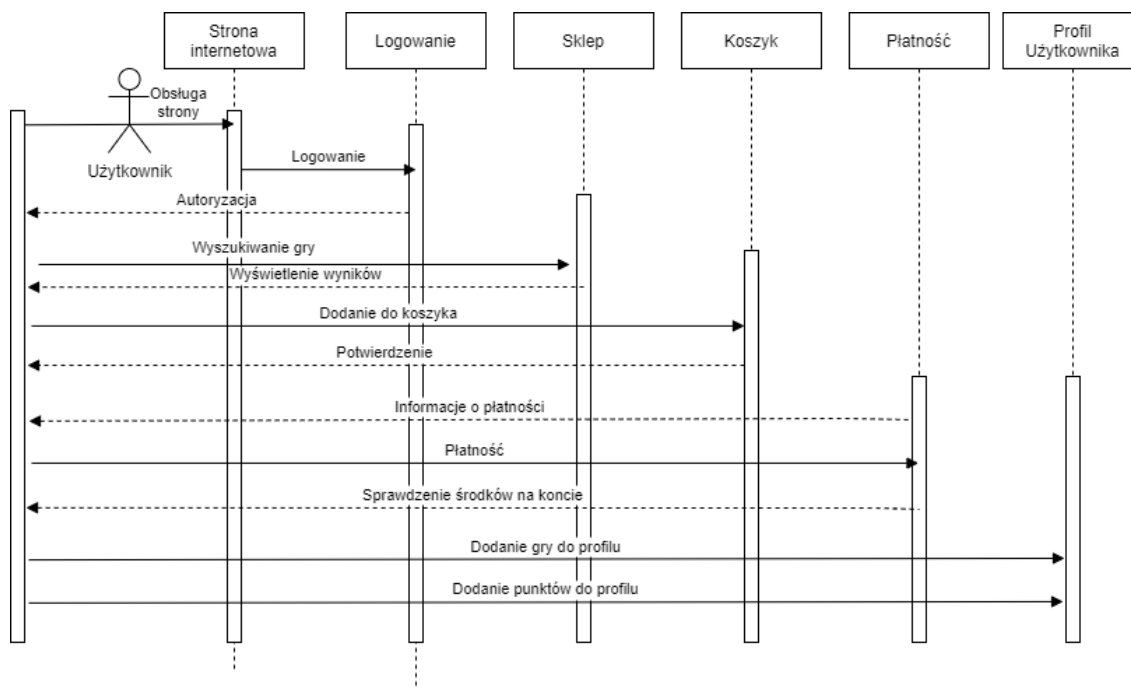 Strona
internetowa
Logowanie
Sklep
Koszyk
Płatność
Profil
Użytkownika
Obsługa
strony
Użytkownik
Logowanie
Autoryzacja
Wyszukiwanie gry
Wyświetlenie wyników
Dodanie do koszyka
Potwierdzenie
Informacje o płatności
Płatność
Sprawdzenie środków na koncie
Dodanie gry do profilu
Dodanie punktów do profilu